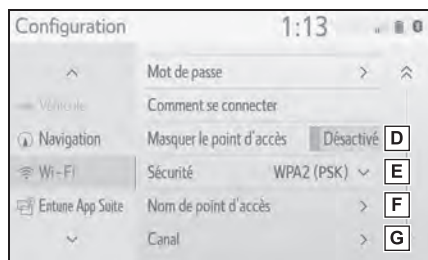 Configuration 1:13
Mot de passe
Véhicule Comment se connecter
Navigation Masquer le point d'accès Désactivé D
Wi-Fi Sécurité WPA2 (PSK) E
Entune App Suite Nom de point d'accès F
Canal G